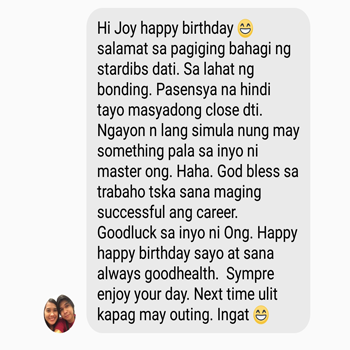 Hi Joy happy birthday 😁
salamat sa pagiging bahagi ng
stardibs dati. Sa lahat ng
bonding. Pasensya na hindi
tayo masyadong close dti.
Ngayon n lang simula nung may
something pala sa inyo ni
master ong. Haha. God bless sa
trabaho tska sana maging
successful ang career.
Goodluck sa inyo ni Ong. Happy
happy birthday sayo at sana
always goodhealth.  Sympre
enjoy your day. Next time ulit
kapag may outing. Ingat 😁